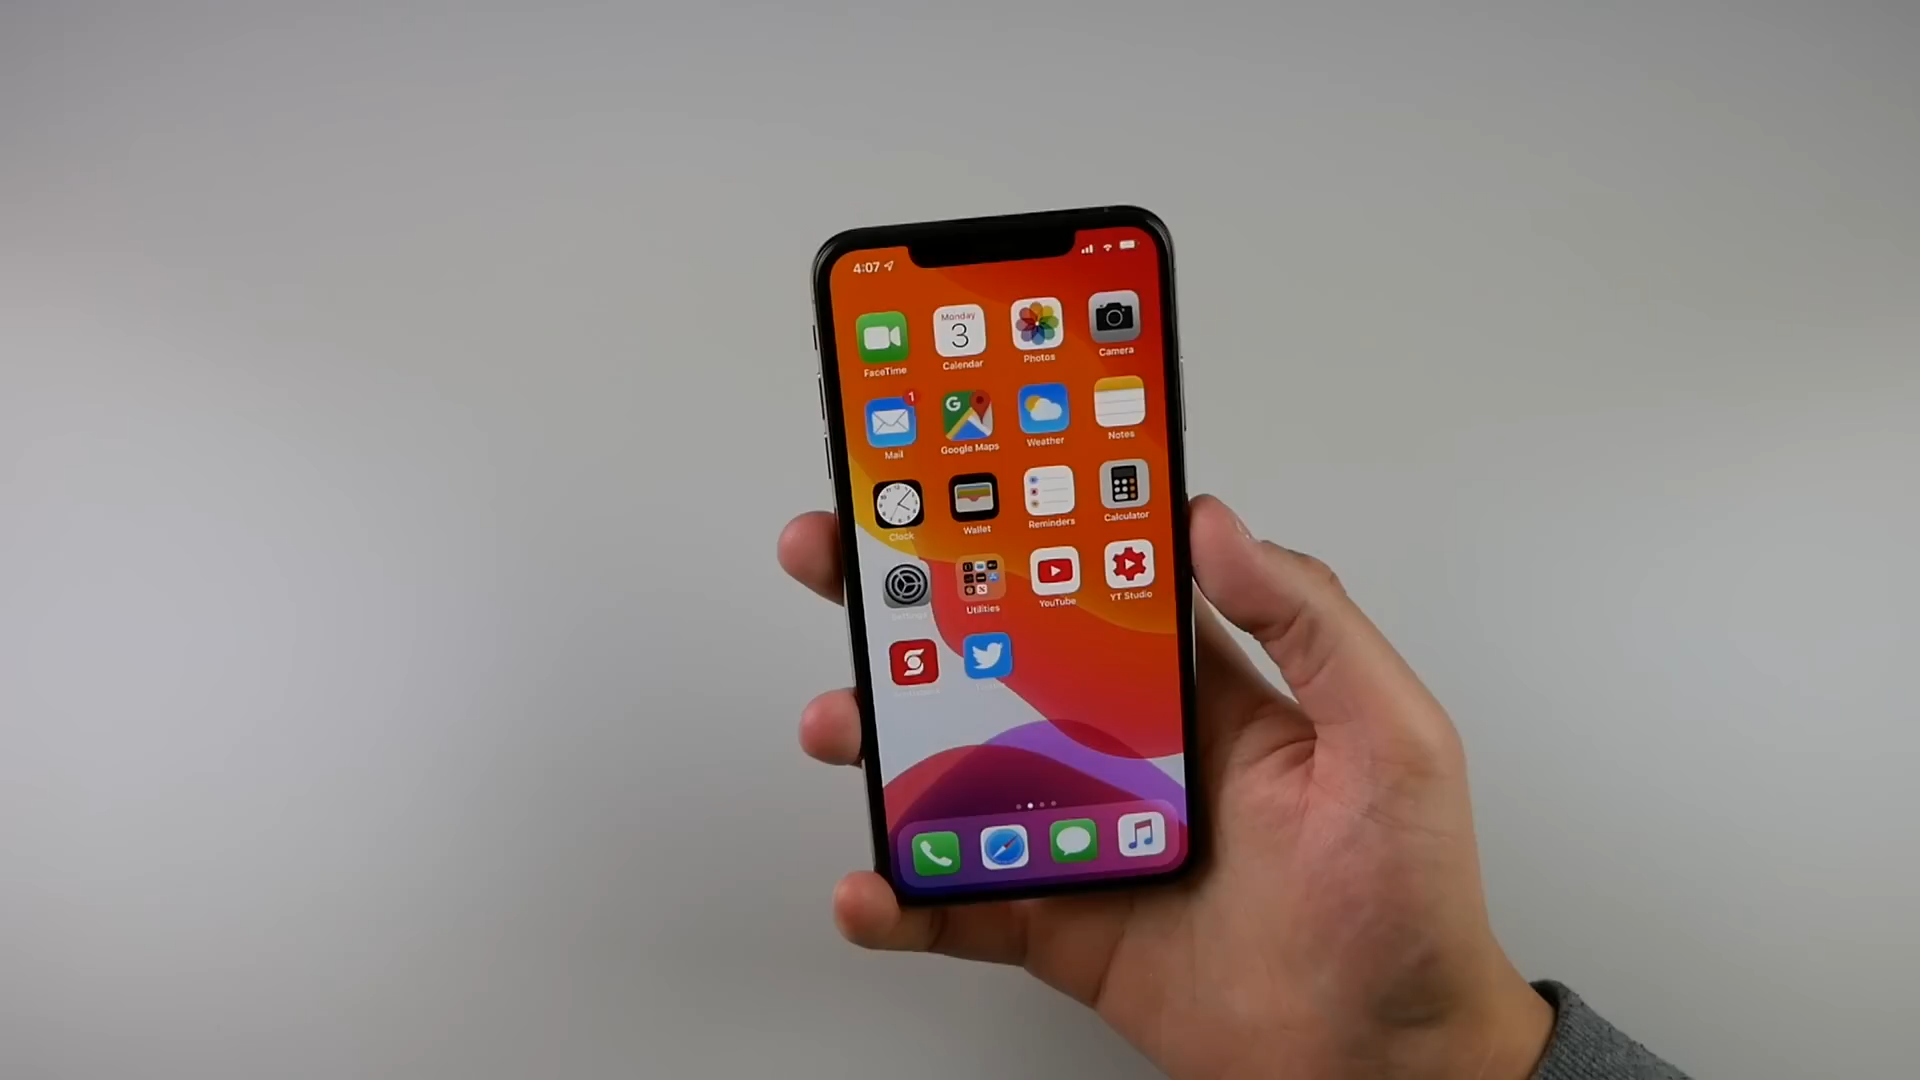 4:07
Monday
3
FaceTime
Calendar
Photos
Camera
1
G
Mail
Google Maps
Weather
Notes
Clock
Wallet
Reminders
Calculator
Settings
Utilities
YouTube
YT Studio